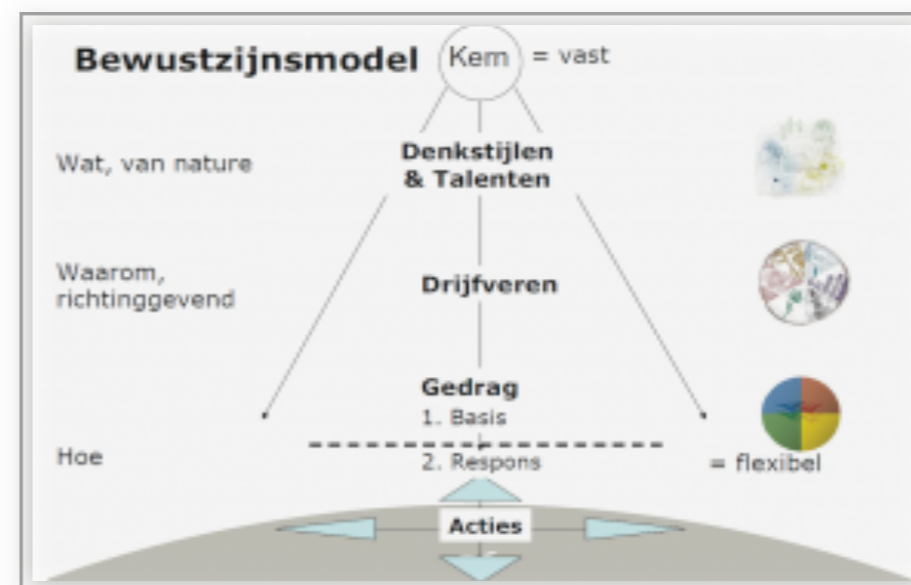 Bewustzijnsmodel
Kern = vast
Wat, van nature
Denkstijlen
& Talenten
Waarom,
richtinggevend
Drijfveren
Gedrag
1. Basis
Hoe
2. Respons
= flexibel
Acties